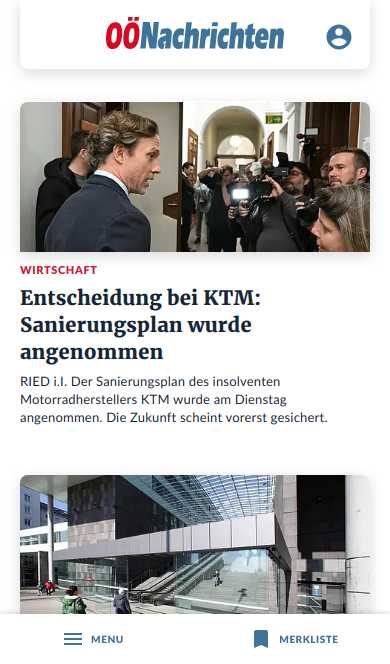 OÖNachrichten
WIRTSCHAFT
Entscheidung bei KTM:
Sanierungsplan wurde
angenommen
RIED i.I. Der Sanierungsplan des insolventen
Motorradherstellers KTM wurde am Dienstag
angenommen. Die Zukunft scheint vorerst gesichert.
MENU
MERKLISTE